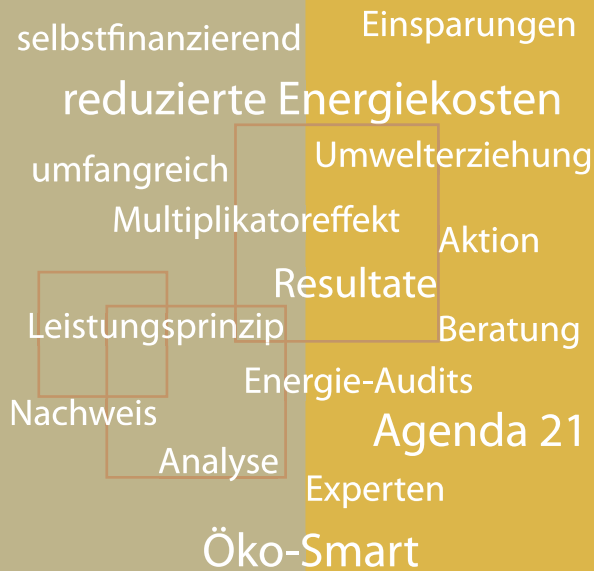 selbstfinanzierend
Einsparungen
reduzierte Energiekosten
umfangreich
Umwelterziehung
Multiplikatoreffekt
Aktion
Resultate
Leistungsprinzip
Beratung
Energie-Audits
Nachweis
Agenda 21
Analyse
Experten
Öko-Smart